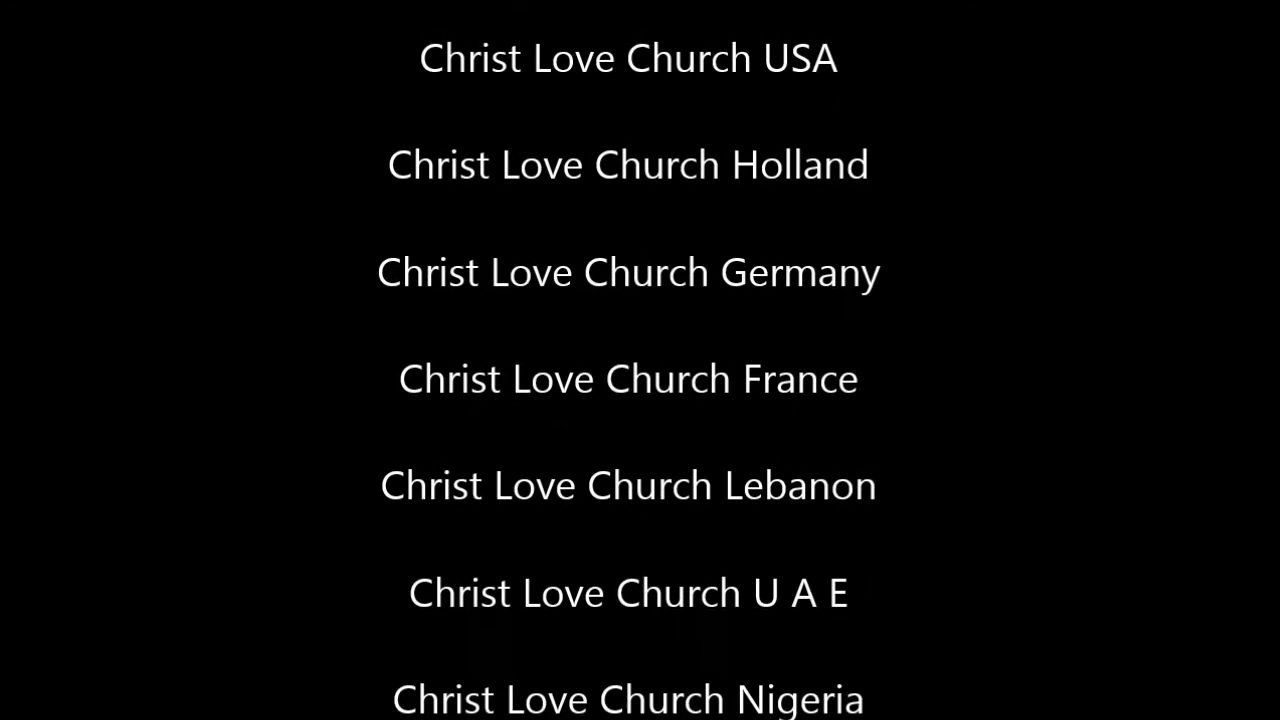 Christ Love Church USA
Christ Love Church Holland
Christ Love Church Germany
Christ Love Church France
Christ Love Church Lebanon
Christ Love Church U A E
Christ Love Church Nigeria